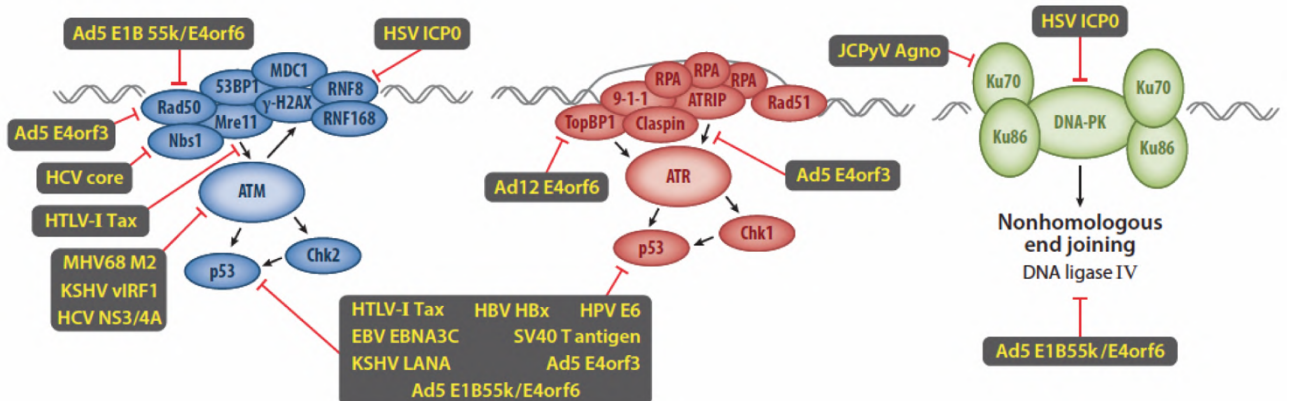 Ad5 E1B 55k/E4orf6
HSV ICP0
MDC1
53BP1
RNF8
Rad50
γ-H2AX
Mre11
RNF168
Nbs1
Ad5 E4orf3
HCV core
HTLV-I Tax
ATM
MHV68 M2
KSHV vIRF1
HCV NS3/4A
p53
Chk2
RPA
RPA
RPA
9-1-1
ATRIP
Rad51
TopBP1
Claspin
Ad12 E4orf6
ATR
Ad5 E4orf3
p53
Chk1
HTLV-I Tax HBV HBx HPV E6
EBV EBNA3C SV40 T antigen
KSHV LANA Ad5 E4orf3
Ad5 E1B55k/E4orf6
HSV ICP0
JCPyV Agno
Ku70
Ku70
Ku86
DNA-PK
Ku86
Nonhomologous
end joining
DNA ligase IV
Ad5 E1B55k/E4orf6